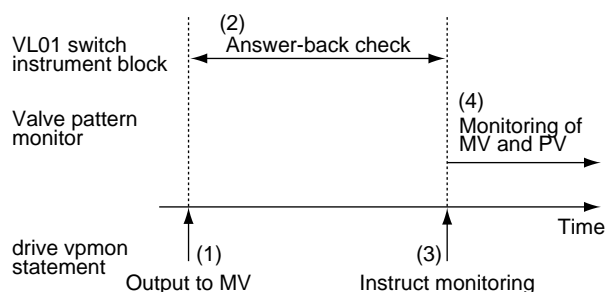 VL01 switch
instrument block
(2)
Answer-back check
Valve pattern
monitor
(4)
Monitoring of
MV and PV
Time
drive vpmon
statement
(1)
Output to MV
(3)
Instruct monitoring